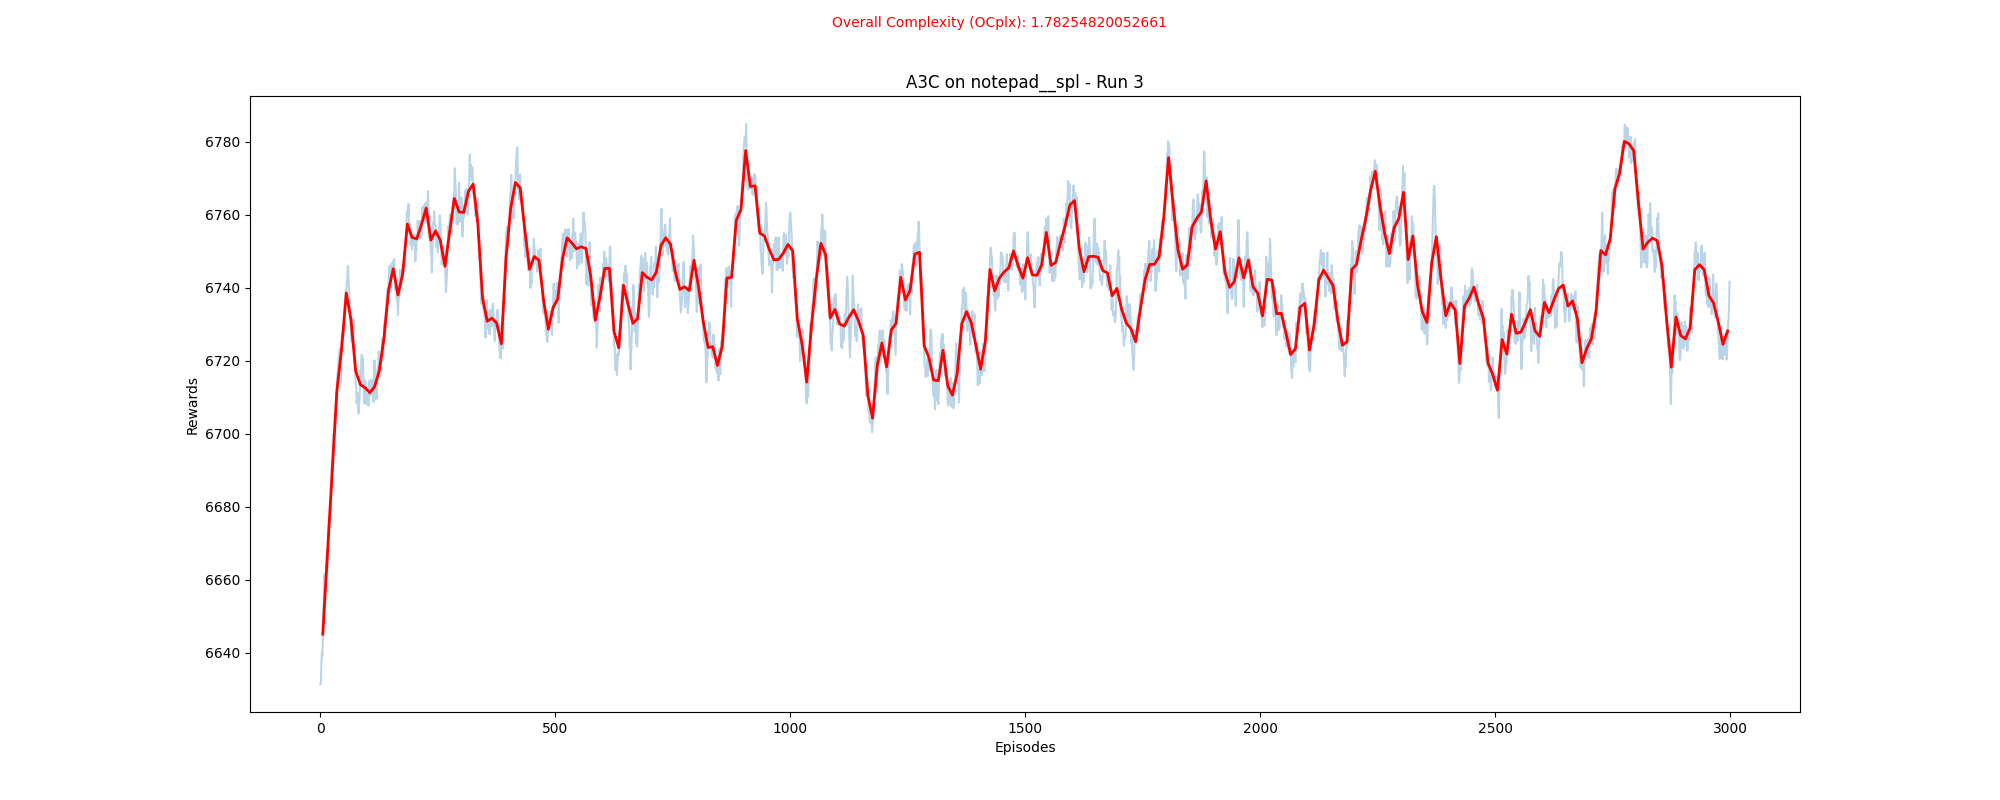 Overall Complexity (OCplx): 1.78254820052661
A3C on notepad__spl - Run 3
Rewards
6780
6760
6740
6720
6700
6680
6660
6640
0 500 1000 1500 2000 2500 3000
Episodes